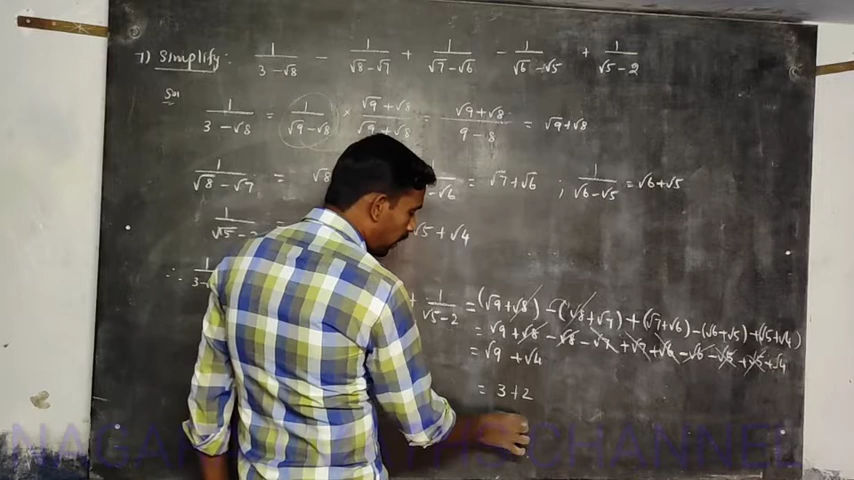 7) Simplify: 1/(3-√8) - 1/(√8-√7) + 1/(√7-√6) - 1/(√6-√5) + 1/(√5-2)
Sol
1/(3-√8) = 1/(√9-√8) × (√9+√8)/(√9+√8) = (√9+√8)/(9-8) = √9+√8
1/(√8-√7) = √8 -√6 = √7+√6 ; 1/(√6-√5) = √6+√5
1/(√5-2 = √5+√4
∴ 1/(3- + 1/(√5-2) = (√9+√8) - (√8+√7) + (√7+√6) - (√6+√5) + (√5+√4)
= √9+√8-√8-√7+√7+√6-√6-√5+√5+√4
= √9+√4
= 3+2
CHANNEL